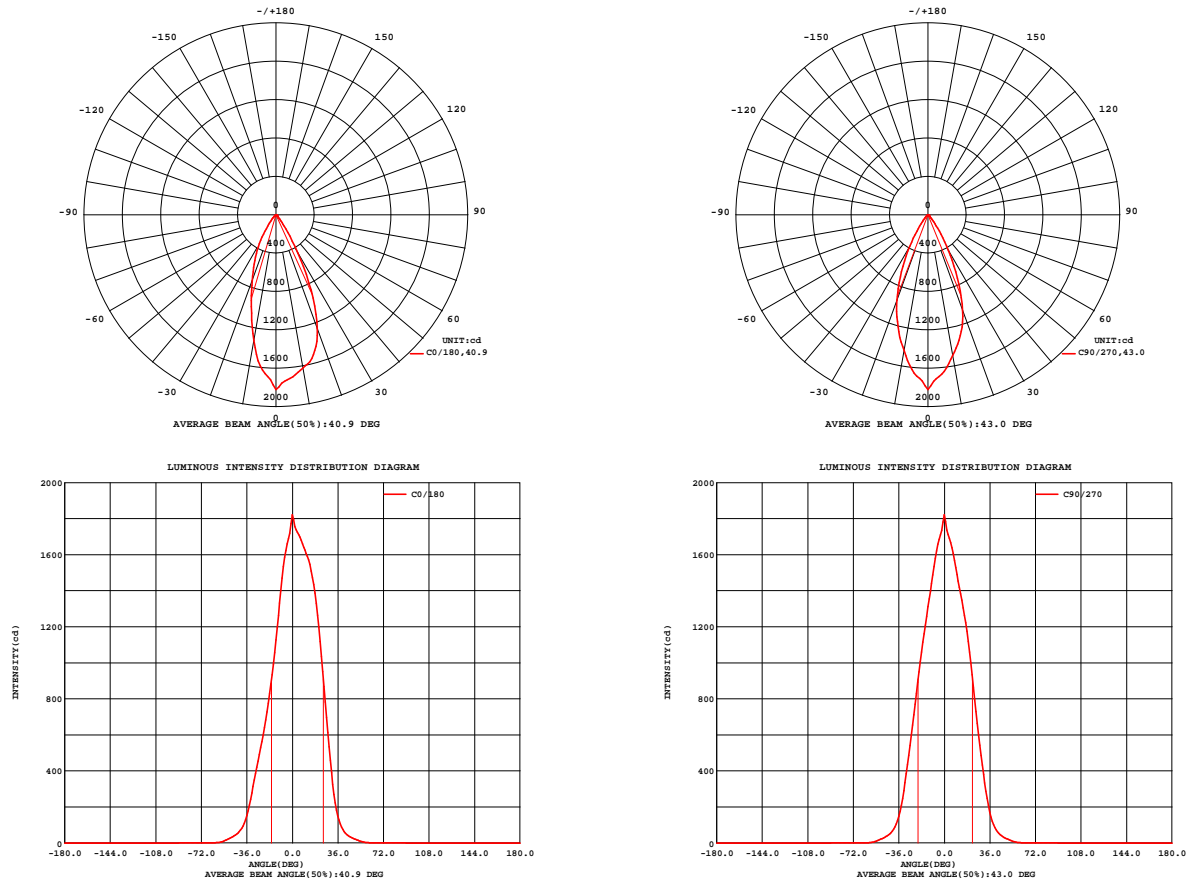 -/+180
-150 150
-120 120
-90 90
-60 60
-30 30
0
400
800
1200
1600
2000
0
UNIT:cd
C0/180,40.9
AVERAGE BEAM ANGLE(50%):40.9 DEG
-/+180
-150 150
-120 120
-90 90
-60 60
-30 30
0
400
800
1200
1600
2000
0
UNIT:cd
C90/270,43.0
AVERAGE BEAM ANGLE(50%):43.0 DEG
LUMINOUS INTENSITY DISTRIBUTION DIAGRAM
C0/180
INTENSITY(cd)
2000
1600
1200
800
400
0
-180.0 -144.0 -108.0 -72.0 -36.0 0.0 36.0 72.0 108.0 144.0 180.0
ANGLE(DEG)
AVERAGE BEAM ANGLE(50%):40.9 DEG
LUMINOUS INTENSITY DISTRIBUTION DIAGRAM
C90/270
INTENSITY(cd)
2000
1600
1200
800
400
0
-180.0 -144.0 -108.0 -72.0 -36.0 0.0 36.0 72.0 108.0 144.0 180.0
ANGLE(DEG)
AVERAGE BEAM ANGLE(50%):43.0 DEG